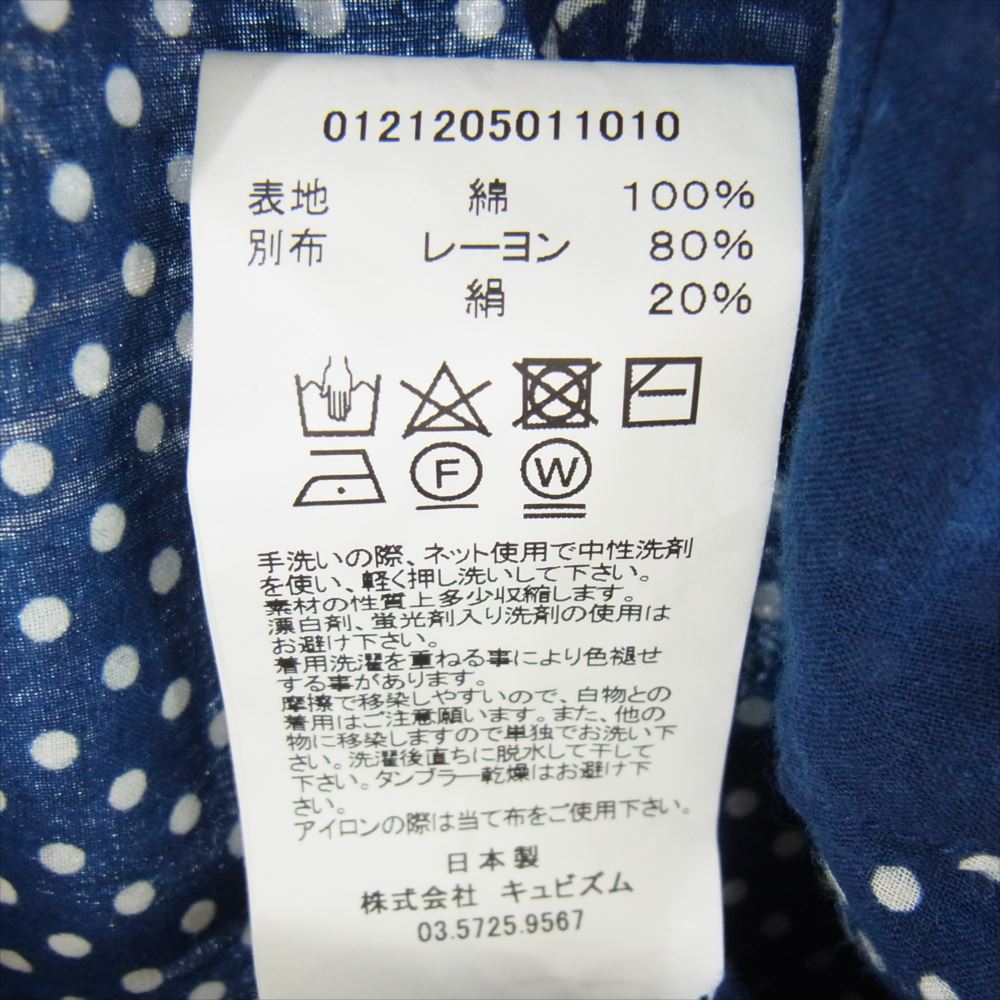 0121205011010
表地 綿 100%
別布 レーヨン 80%
絹 20%
F W
手洗いの際、ネット使用で中性洗剤
を使い、軽く押し洗いして下さい。
素材の性質上多少収縮します。
漂白剤、蛍光剤入り洗剤の使用は
お避け下さい。
着用洗濯を重ねる事により色褪せ
する事があります。
摩擦で移染しやすいので、白物との
着用はご注意願います。また、他の
物に移染しますので単独でお洗い下
さい。洗濯後直ちに脱水して干して
下さい。タンブラー乾燥はお避け下
さい。
アイロンの際は当て布をご使用下さい。
日本製
株式会社 キュビズム
03.5725.9567